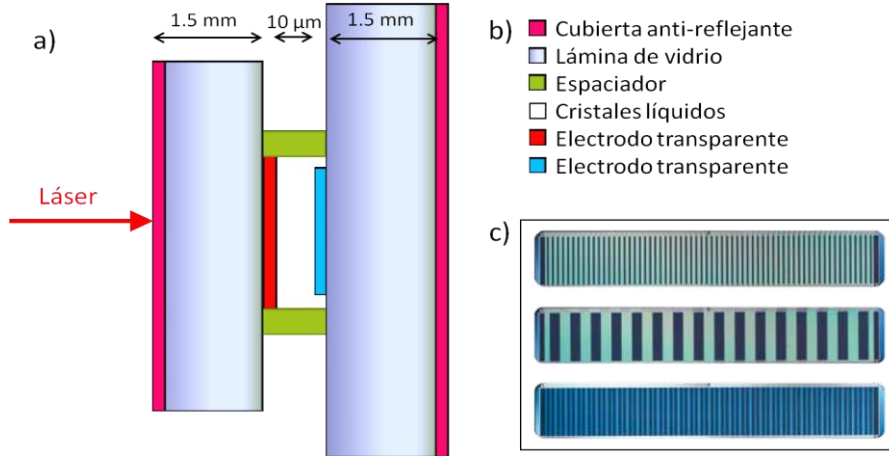 a)
1.5 mm
10 µm
1.5 mm
Láser
b)
Cubierta anti-reflejante
Lámina de vidrio
Espaciador
Cristales líquidos
Electrodo transparente
Electrodo transparente
c)